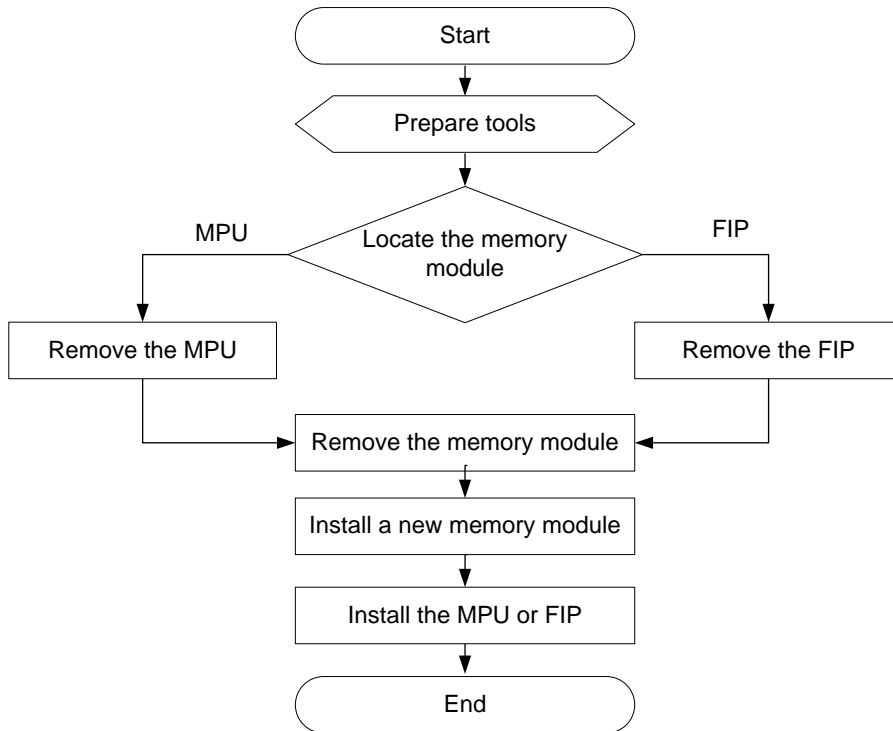 Start
Prepare tools
MPU
Locate the memory
module
FIP
Remove the MPU
Remove the FIP
Remove the memory module
Install a new memory module
Install the MPU or FIP
End